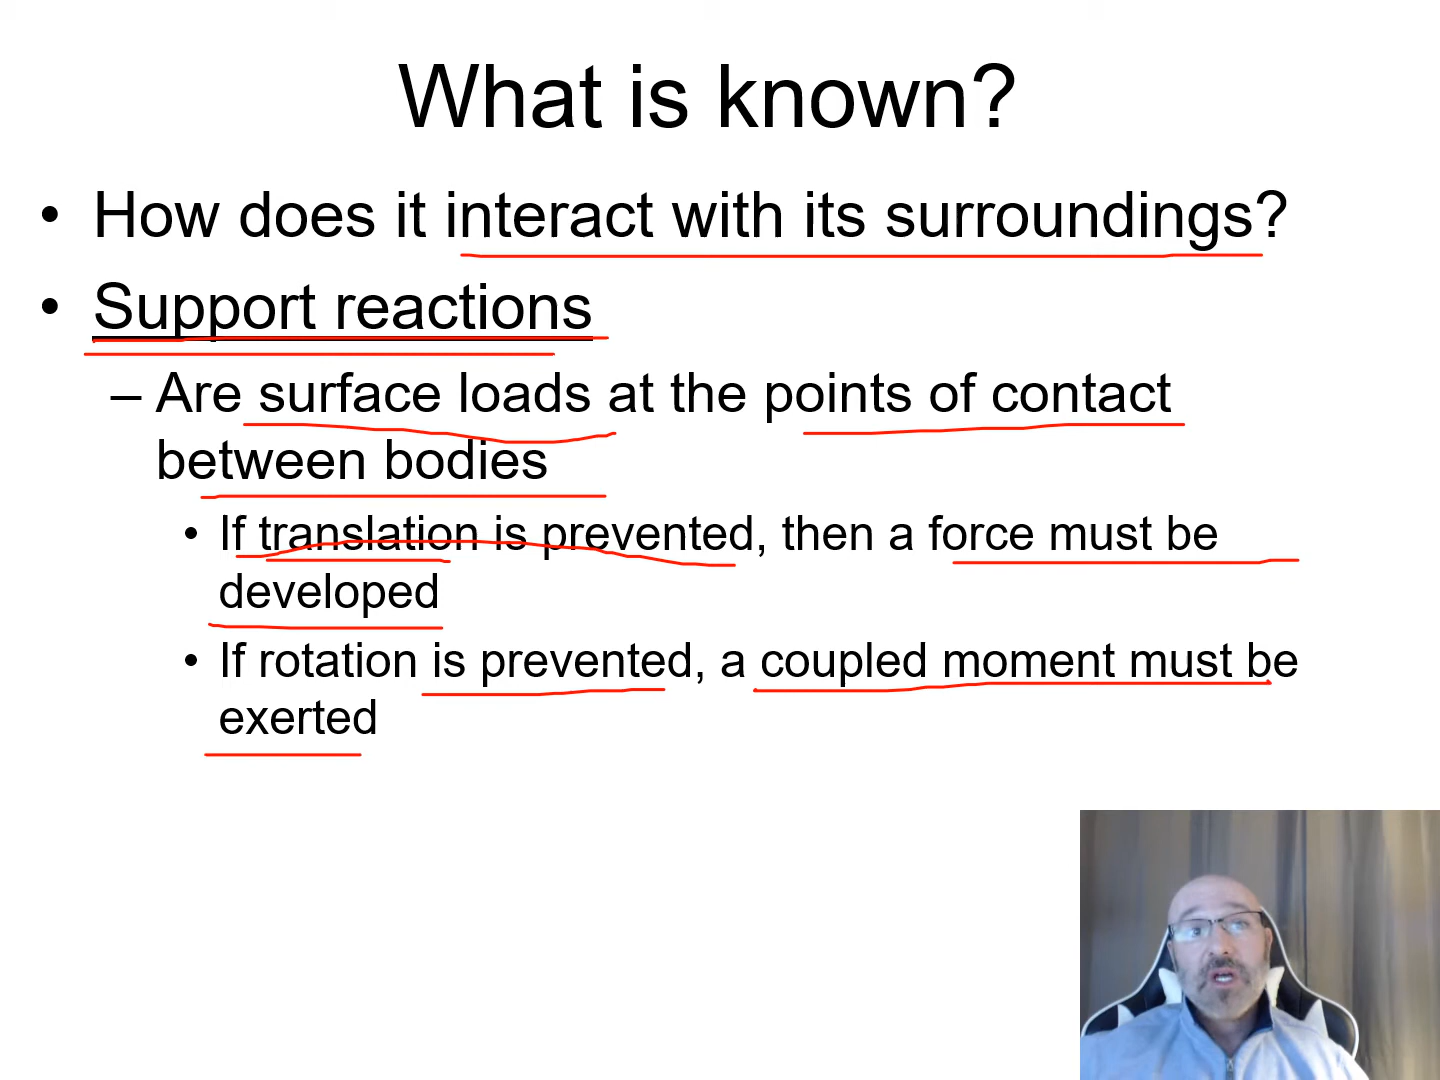 What is known?
• How does it interact with its surroundings?
• Support reactions
– Are surface loads at the points of contact
between bodies
• If translation is prevented, then a force must be
developed
• If rotation is prevented, a coupled moment must be
exerted